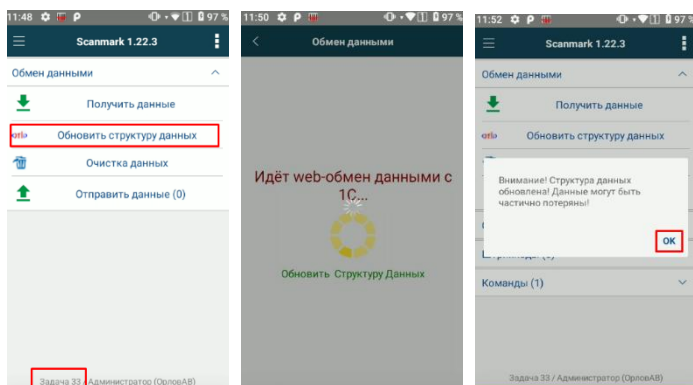 11:48 97 %
Scanmark 1.22.3
Обмен данными
Получить данные
Обновить структуру данных
Очистка данных
Отправить данные (0)
Задача 33 / Администратор (ОрловАВ)
11:50 97 %
Обмен данными
Идёт web-обмен данными с
1С...
Обновить Структуру Данных
11:52 97 %
Scanmark 1.22.3
Обмен данными
Получить данные
Обновить структуру данных
Внимание! Структура данных
обновлена! Данные могут быть
частично потеряны!
OK
Команды (1)
Задача 33 / Администратор (ОрловАВ)